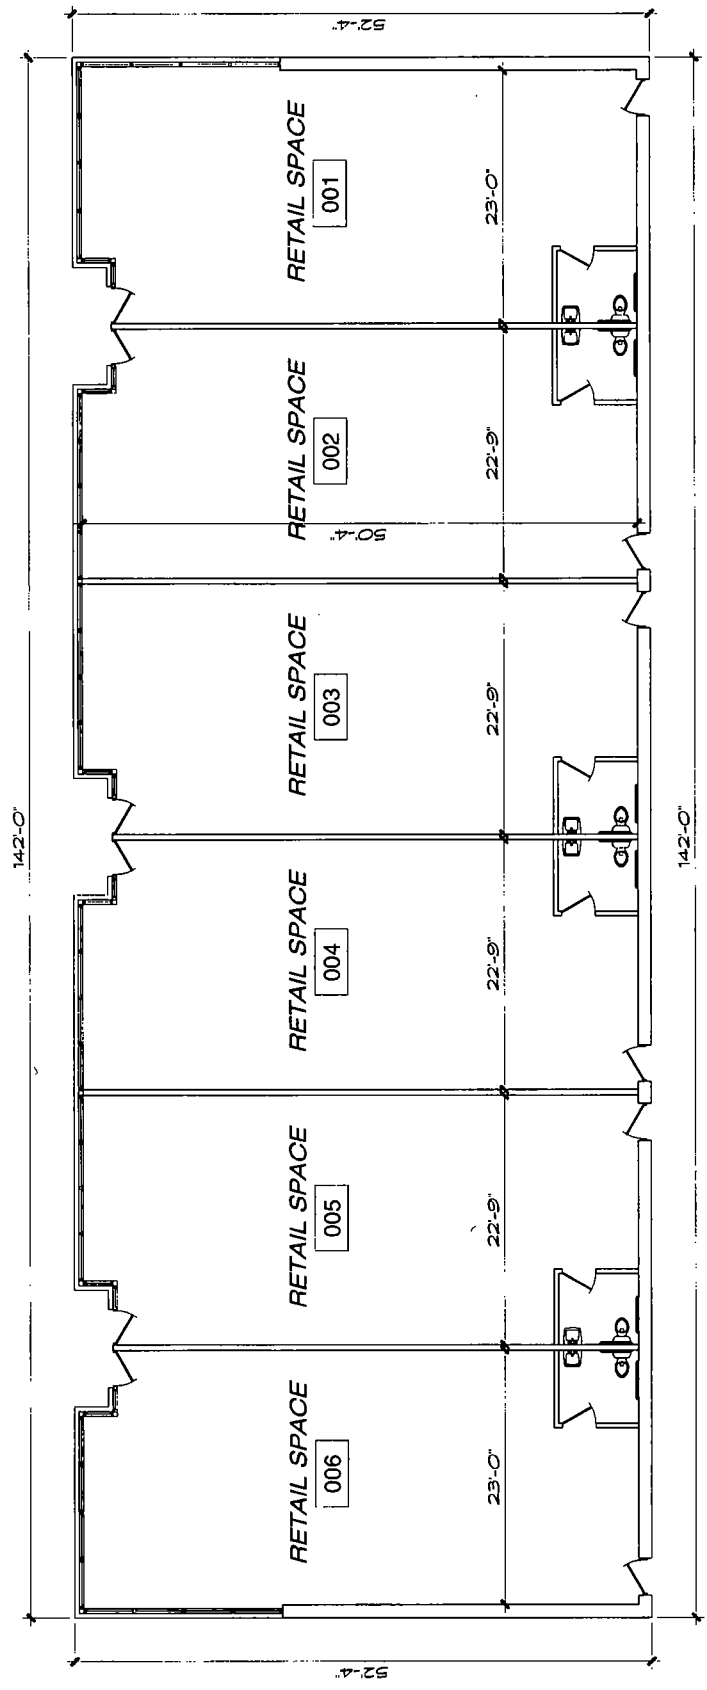 52'-4"
142'-0"
RETAIL SPACE
001
23'-0"
RETAIL SPACE
002
22'-9"
50'-4"
RETAIL SPACE
003
22'-9"
142'-0"
RETAIL SPACE
004
22'-9"
RETAIL SPACE
005
22'-9"
RETAIL SPACE
006
23'-0"
52'-4"